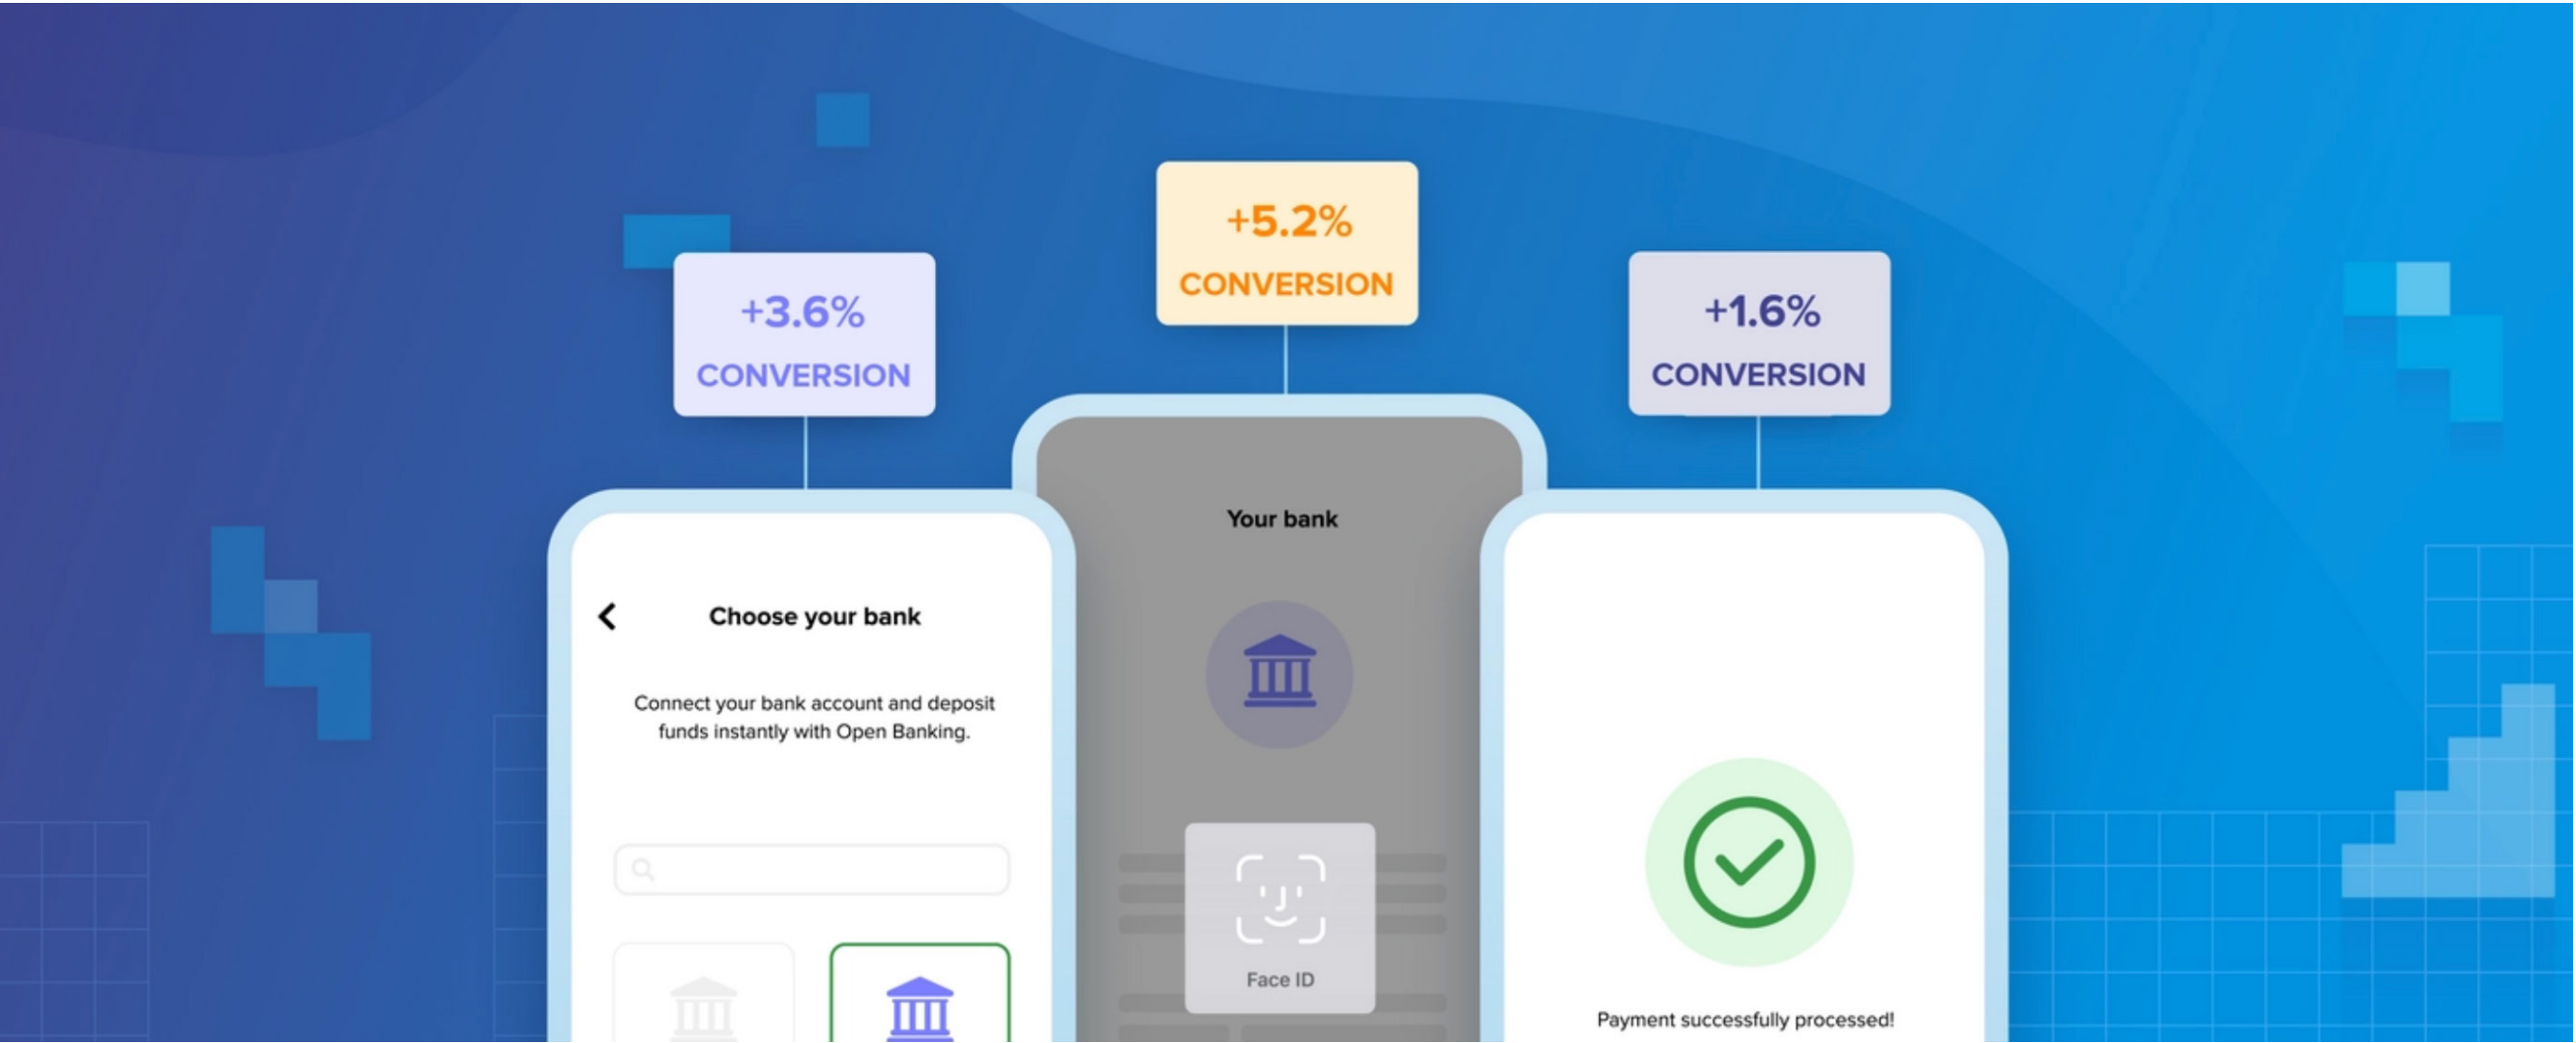 +3.6%
CONVERSION
+5.2%
CONVERSION
+1.6%
CONVERSION
Choose your bank
Connect your bank account and deposit
funds instantly with Open Banking.
Your bank
Face ID
Payment successfully processed!